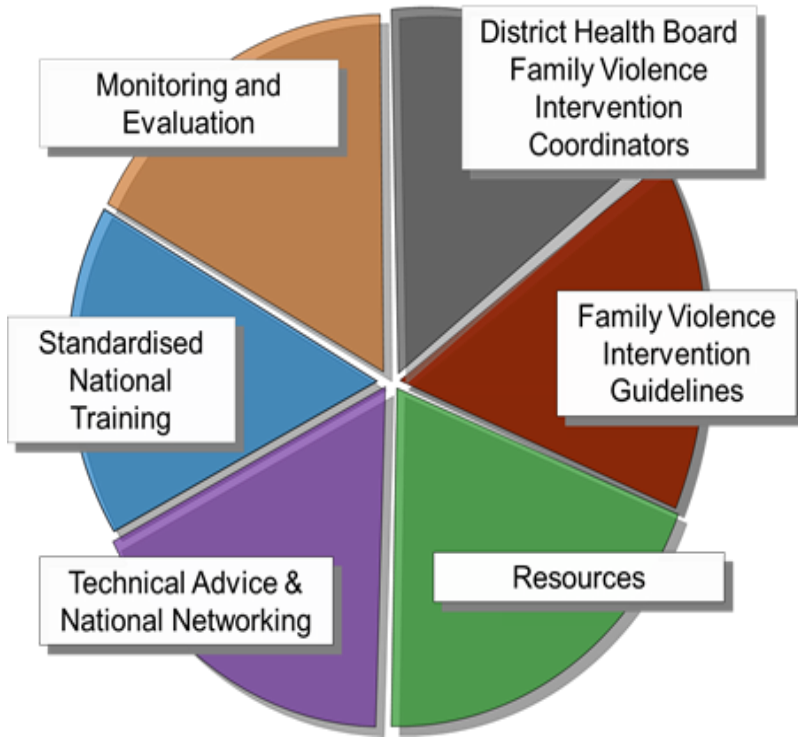 District Health Board
Family Violence
Intervention
Coordinators
Family Violence
Intervention
Guidelines
Resources
Technical Advice &
National Networking
Standardised
National
Training
Monitoring and
Evaluation